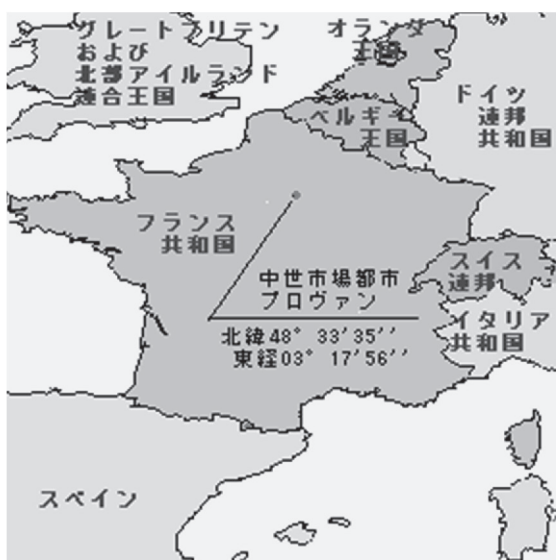 グレートブリテン
および
北部アイルランド
連合王国
オランダ
王国
ベルギー
王国
ドイツ
連邦
共和国
フランス
共和国
中世市場都市
プロヴァン
北緯48° 33'35''
東経03° 17'56''
スイス
連邦
イタリア
共和国
スペイン